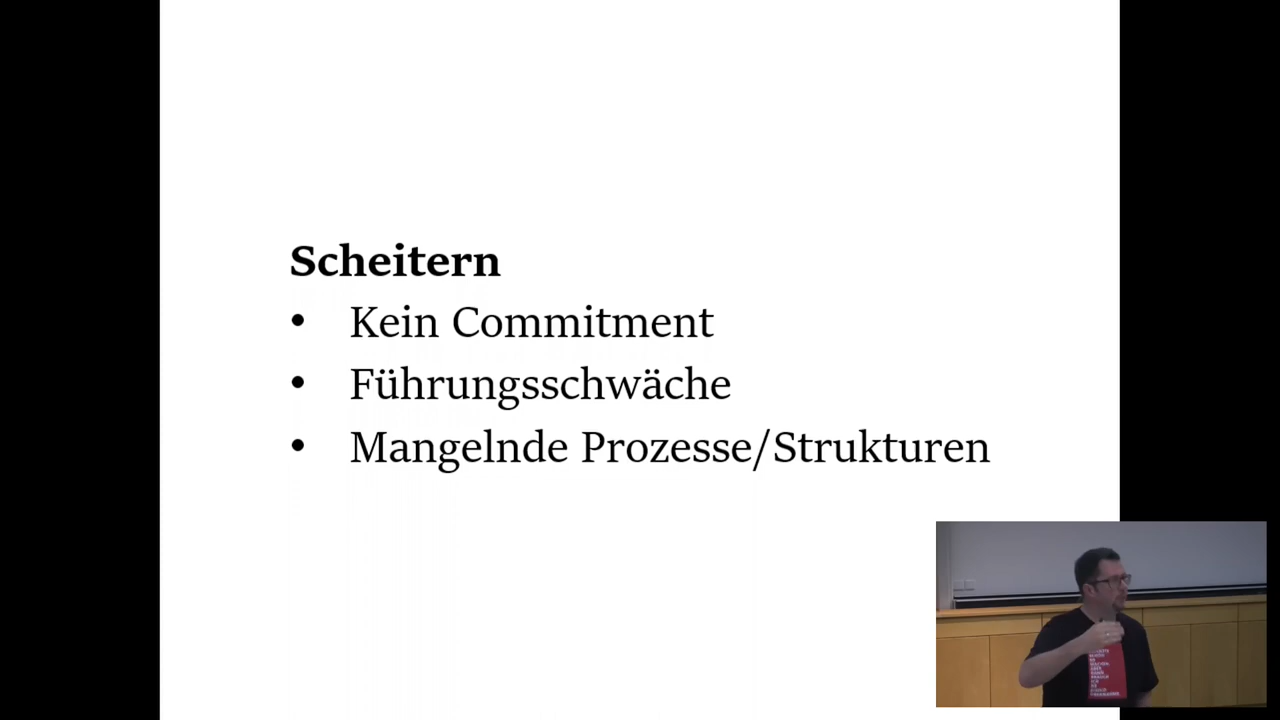 Scheitern
• Kein Commitment
• Führungsschwäche
• Mangelnde Prozesse/Strukturen